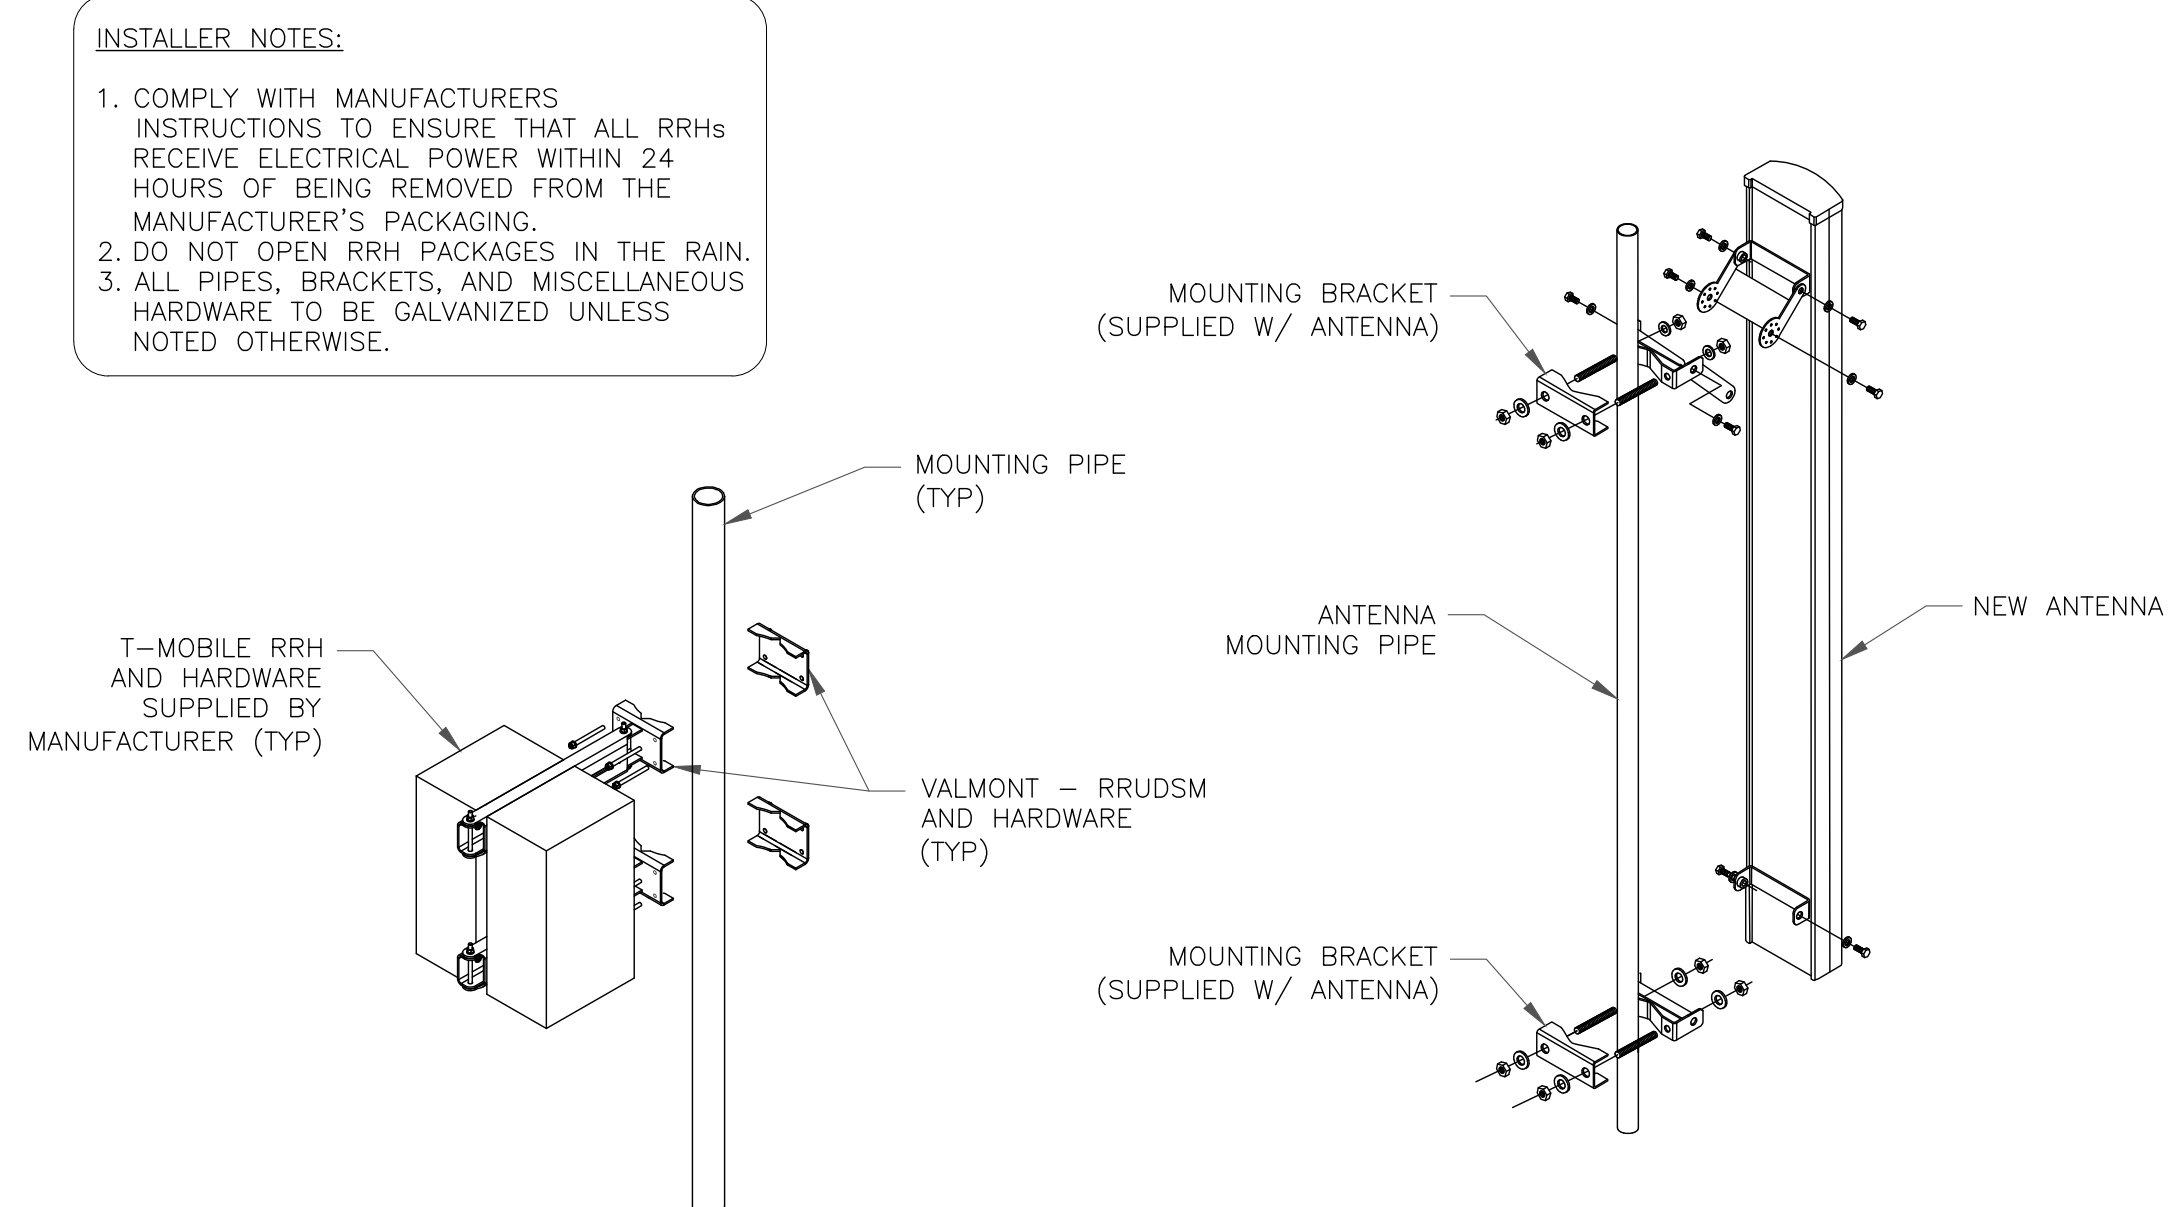 INSTALLER NOTES:
1. COMPLY WITH MANUFACTURERS
INSTRUCTIONS TO ENSURE THAT ALL RRHs
RECEIVE ELECTRICAL POWER WITHIN 24
HOURS OF BEING REMOVED FROM THE
MANUFACTURER'S PACKAGING.
2. DO NOT OPEN RRH PACKAGES IN THE RAIN.
3. ALL PIPES, BRACKETS, AND MISCELLANEOUS
HARDWARE TO BE GALVANIZED UNLESS
NOTED OTHERWISE.
MOUNTING PIPE
(TYP)
T-MOBILE RRH
AND HARDWARE
SUPPLIED BY
MANUFACTURER (TYP)
VALMONT - RRUDSM
AND HARDWARE
(TYP)
MOUNTING BRACKET
(SUPPLIED W/ ANTENNA)
ANTENNA
MOUNTING PIPE
NEW ANTENNA
MOUNTING BRACKET
(SUPPLIED W/ ANTENNA)